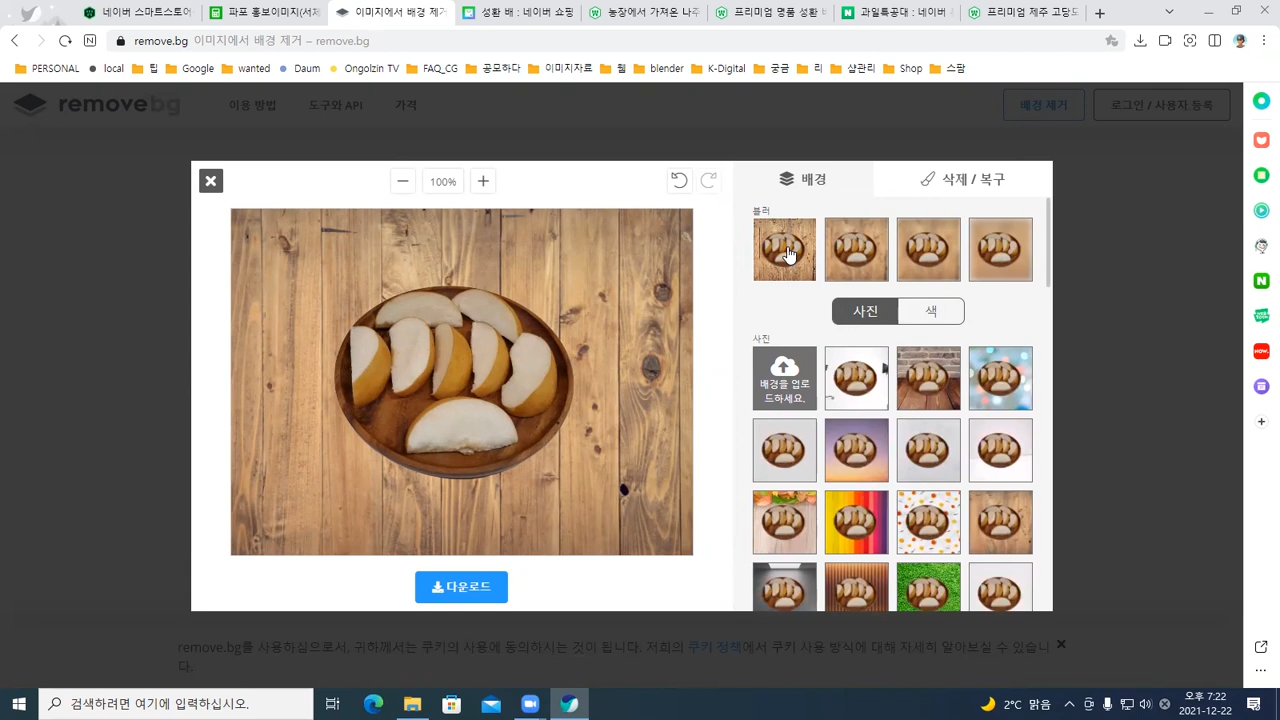 네이버 스마트스토어
파포 홍보이미지(서제
이미지에서 배경 제거
성환 배 : 네이버 쇼핑
농장에서 가져온 나주
프리미엄 명품 성환 배
과일특공대 네이버
프리미엄 제주 고당도
remove.bg 이미지에서 배경 제거 – remove.bg
PERSONAL local 팁 Google wanted Daum Ongolzin TV FAQ_CG 공모하다 이미지자료 웹 blender K-Digital 궁글 리 샵관리 Shop 스팜
removebg 이용 방법 도구와 API 가격 배경 제거 로그인 / 사용자 등록
100% 배경 삭제 / 복구
블러
사진 색
사진
배경을 업로
드하세요.
다운로드
remove.bg를 사용하심으로서, 귀하께서는 쿠키의 사용에 동의하시는 것이 됩니다. 저희의 쿠키 정책에서 쿠키 사용 방식에 대해 자세히 알아보실 수 있습니
다.
검색하려면 여기에 입력하십시오.
2°C 맑음
오후 7:22
2021-12-22